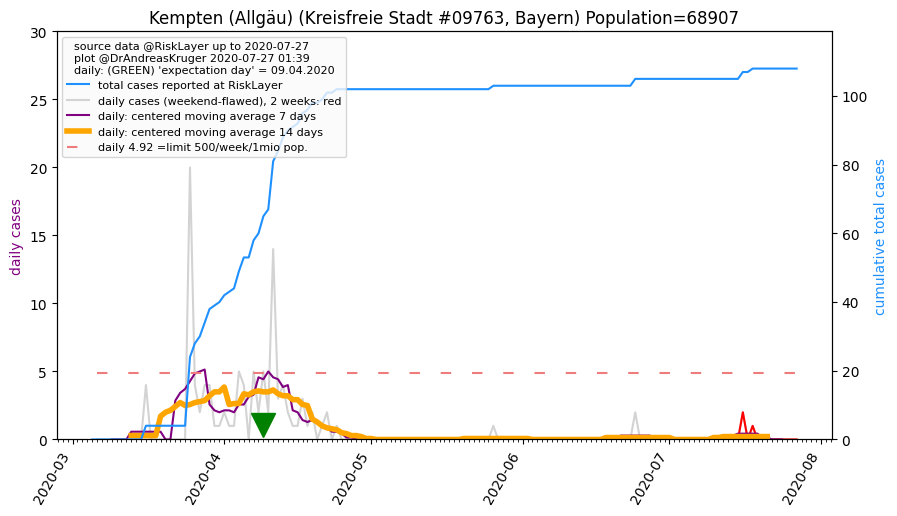 Kempten (Allgäu) (Kreisfreie Stadt #09763, Bayern) Population=68907
source data @RiskLayer up to 2020-07-27
plot @DrAndreasKruger 2020-07-27 01:39
daily: (GREEN) 'expectation day' = 09.04.2020
total cases reported at RiskLayer
daily cases (weekend-flawed), 2 weeks: red
daily: centered moving average 7 days
daily: centered moving average 14 days
daily 4.92 =limit 500/week/1mio pop.
daily cases
30
25
20
15
10
5
0
cumulative total cases
100
80
60
40
20
0
2020-03
2020-04
2020-05
2020-06
2020-07
2020-08